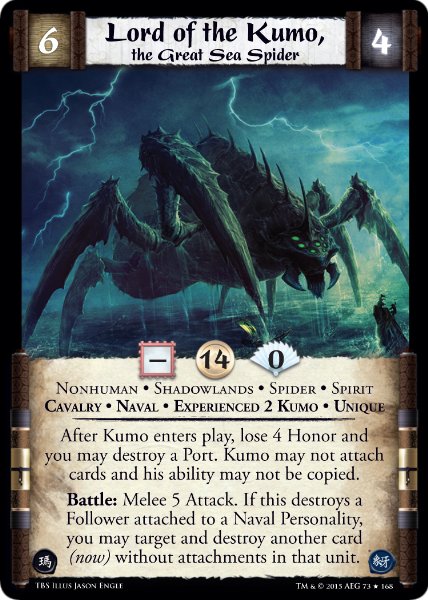 6
Lord of the Kumo,
4
the Great Sea Spider
–
14
0
Nonhuman • Shadowlands • Spider • Spirit
Cavalry • Naval • Experienced 2 Kumo • Unique
After Kumo enters play, lose 4 Honor and
you may destroy a Port. Kumo may not attach
cards and his ability may not be copied.
Battle: Melee 5 Attack. If this destroys a
Follower attached to a Naval Personality,
you may target and destroy another card
(now) without attachments in that unit.
TBS Illus Jason Engle
TM & © 2015 AEG 73 ★ 168